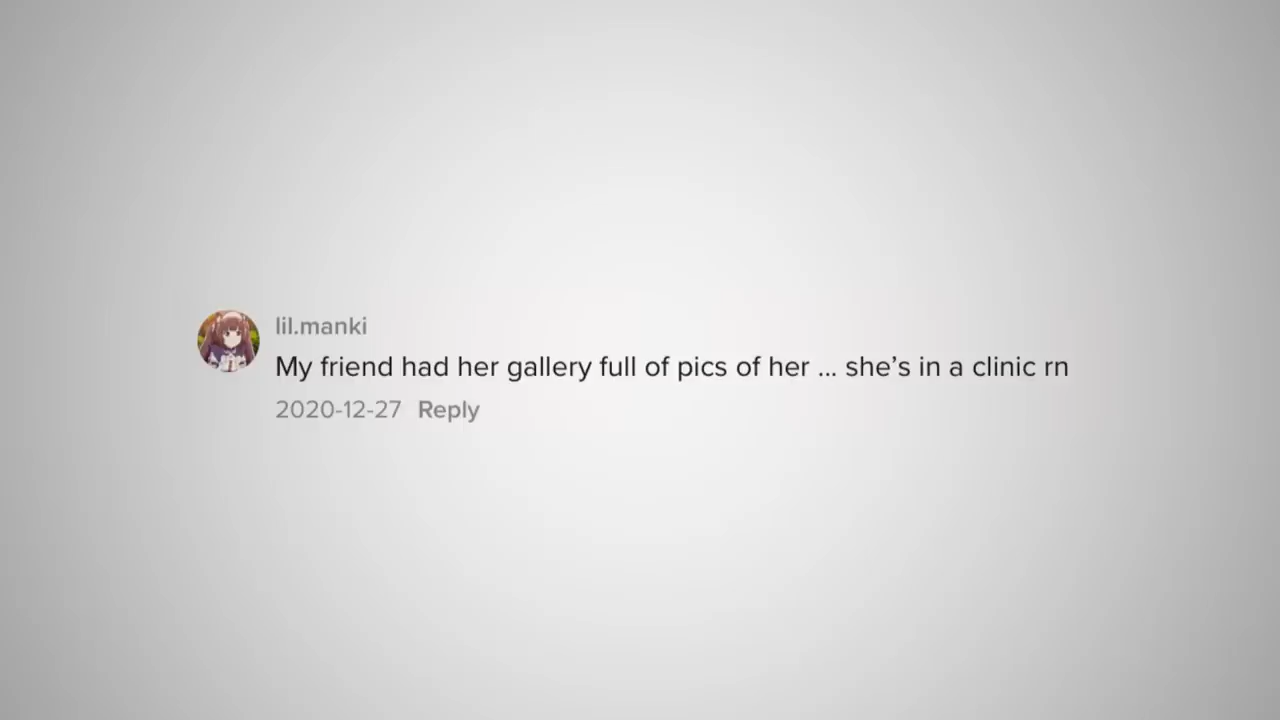 lil.manki
My friend had her gallery full of pics of her ... she’s in a clinic rn
2020-12-27 Reply